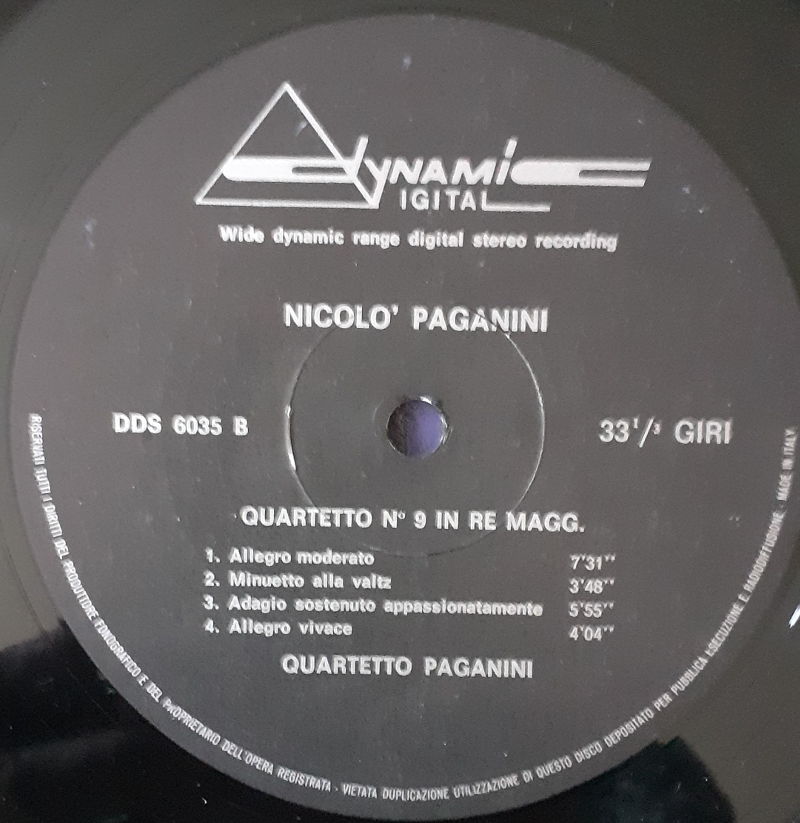 dYNAMIC
DIGITAL
Wide dynamic range digital stereo recording
NICOLO' PAGANINI
DDS 6035 B
33 1/3 GIRI
QUARTETTO No 9 IN RE MAGG.
1. Allegro moderato 7'31''
2. Minuetto alla valtz 3'48''
3. Adagio sostenuto appassionatamente 5'55''
4. Allegro vivace 4'04''
QUARTETTO PAGANINI
RISERVATI TUTTI I DIRITTI DEL PRODUTTORE FONOGRAFICO E DEL PROPRIETARIO DELL'OPERA REGISTRATA - VIETATA DUPLICAZIONE UTILIZZAZIONE DI QUESTO DISCO DEPOSITATO PER PUBBLICA ESECUZIONE E RADIODIFFUSIONE - MADE IN ITALY.